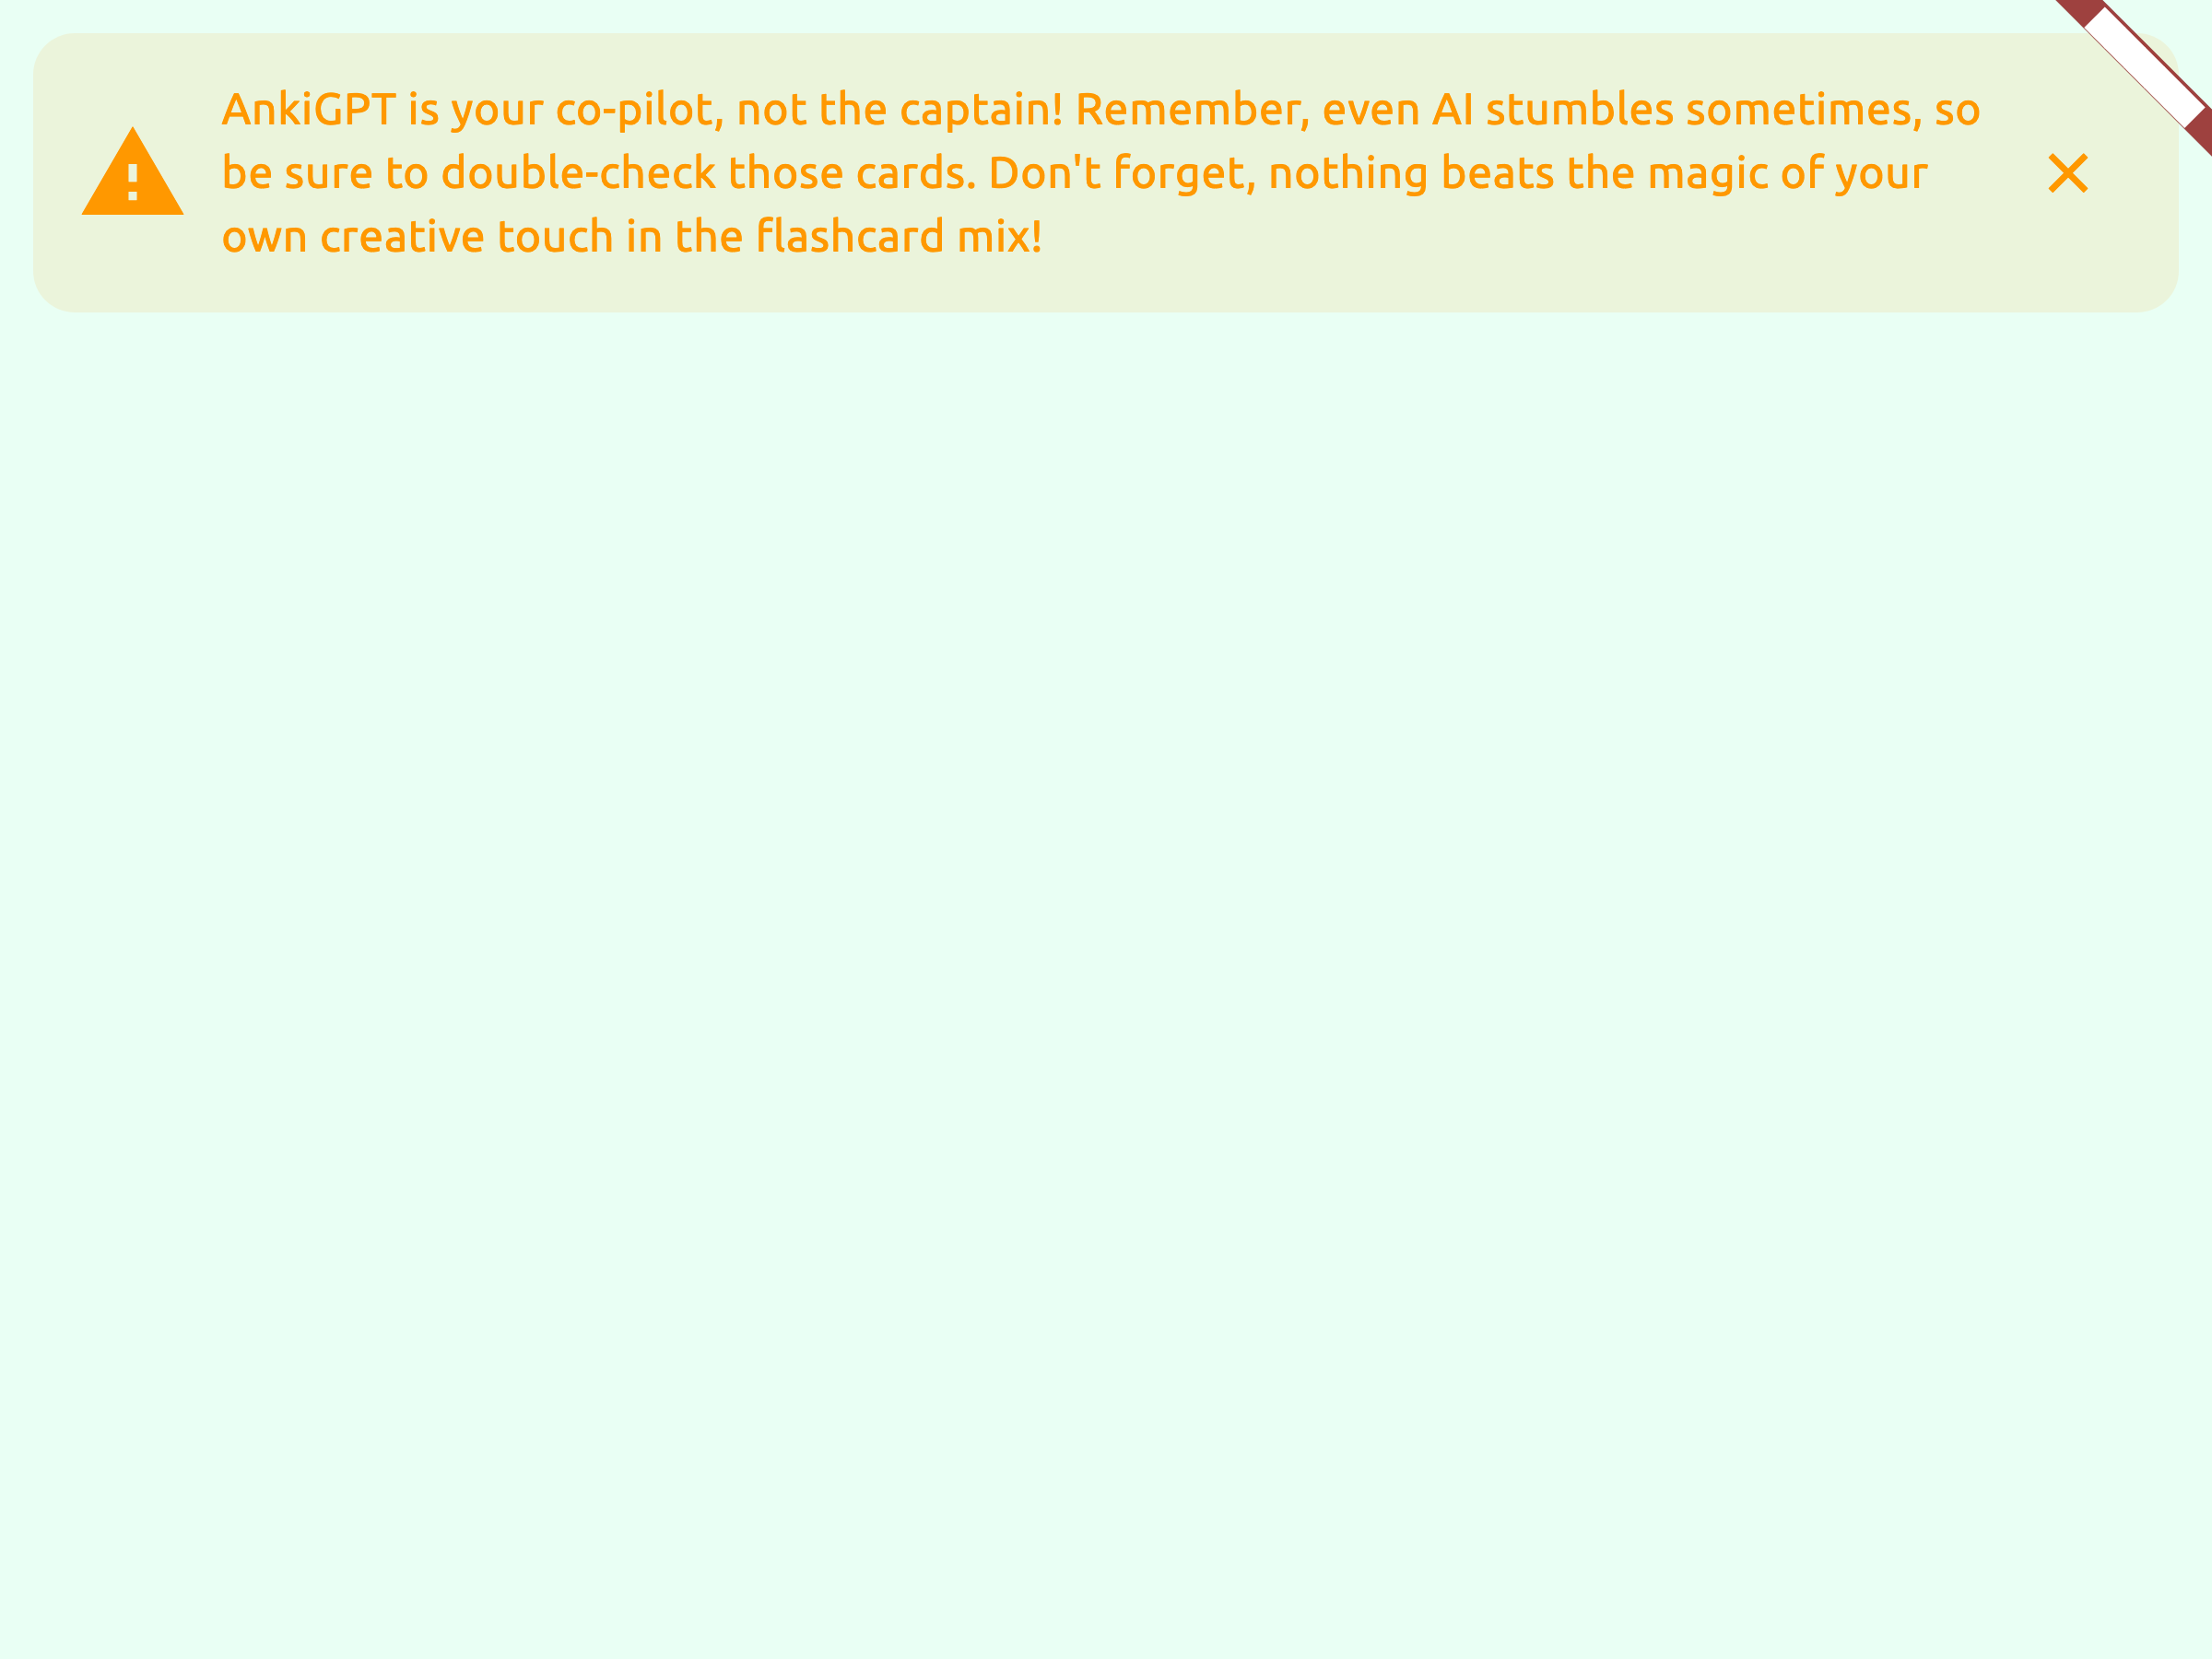 AnkiGPT is your co-pilot, not the captain! Remember, even AI stumbles sometimes, so
be sure to double-check those cards. Don't forget, nothing beats the magic of your
own creative touch in the flashcard mix!